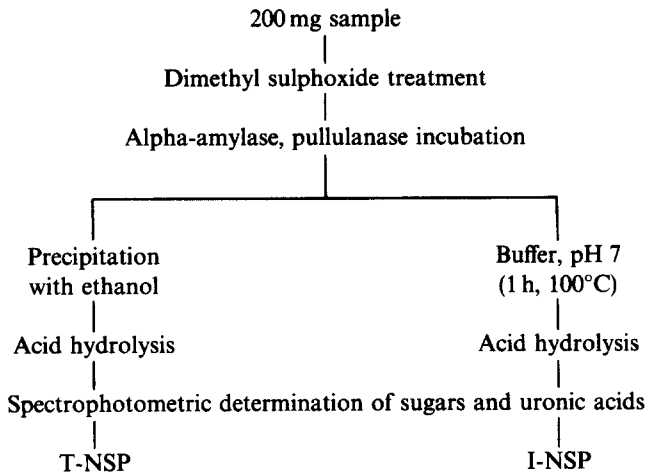 200 mg sample
Dimethyl sulphoxide treatment
Alpha-amylase, pullulanase incubation
Precipitation
with ethanol
Buffer, pH 7
(1 h, 100°C)
Acid hydrolysis
Acid hydrolysis
Spectrophotometric determination of sugars and uronic acids
T-NSP
I-NSP